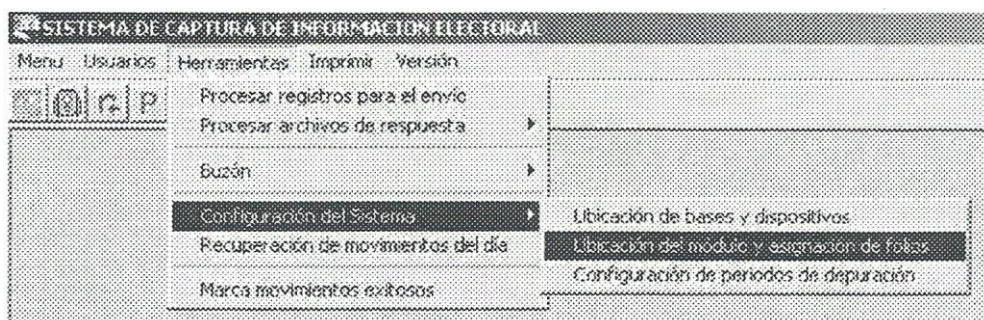 SISTEMA DE CAPTURA DE INFORMACION ELECTORAL
Menu Usuarios Herramientas Imprimir Versión
P
Procesar registros para el envío
Procesar archivos de respuesta
Buzón
Configuración del Sistema
Recuperación de movimientos del día
Marca movimientos exitosos
Ubicación de bases y dispositivos
Ubicación del módulo y asignación de folios
Configuración de periodos de depuración